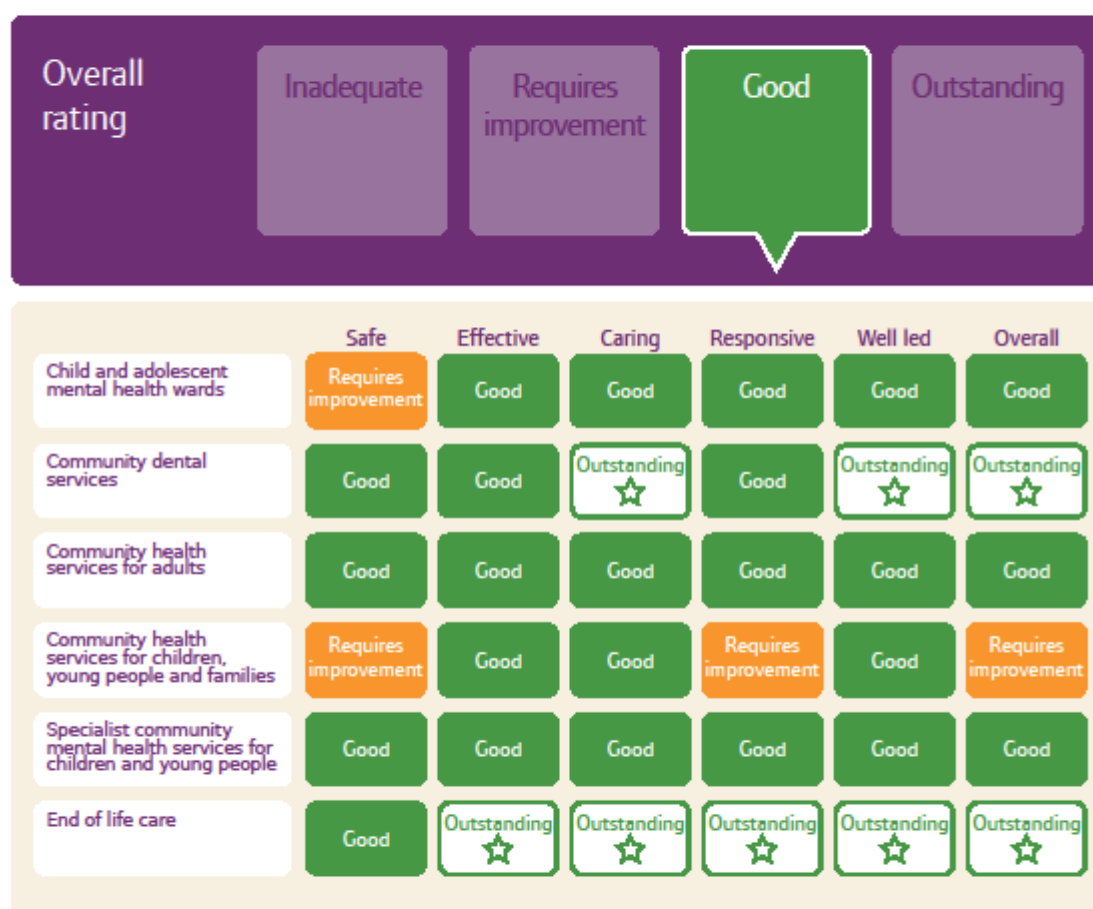 Overall
rating
Inadequate
Requires
improvement
Good
Outstanding
Safe Effective Caring Responsive Well led Overall
Child and adolescent
mental health wards
Requires
improvement
Good Good Good Good Good
Community dental
services
Good Good Outstanding Good Outstanding Outstanding
Community health
services for adults
Good Good Good Good Good Good
Community health
services for children,
young people and families
Requires
improvement
Good Good
Requires
improvement
Good
Requires
improvement
Specialist community
mental health services for
children and young people
Good Good Good Good Good Good
End of life care
Good Outstanding Outstanding Outstanding Outstanding Outstanding